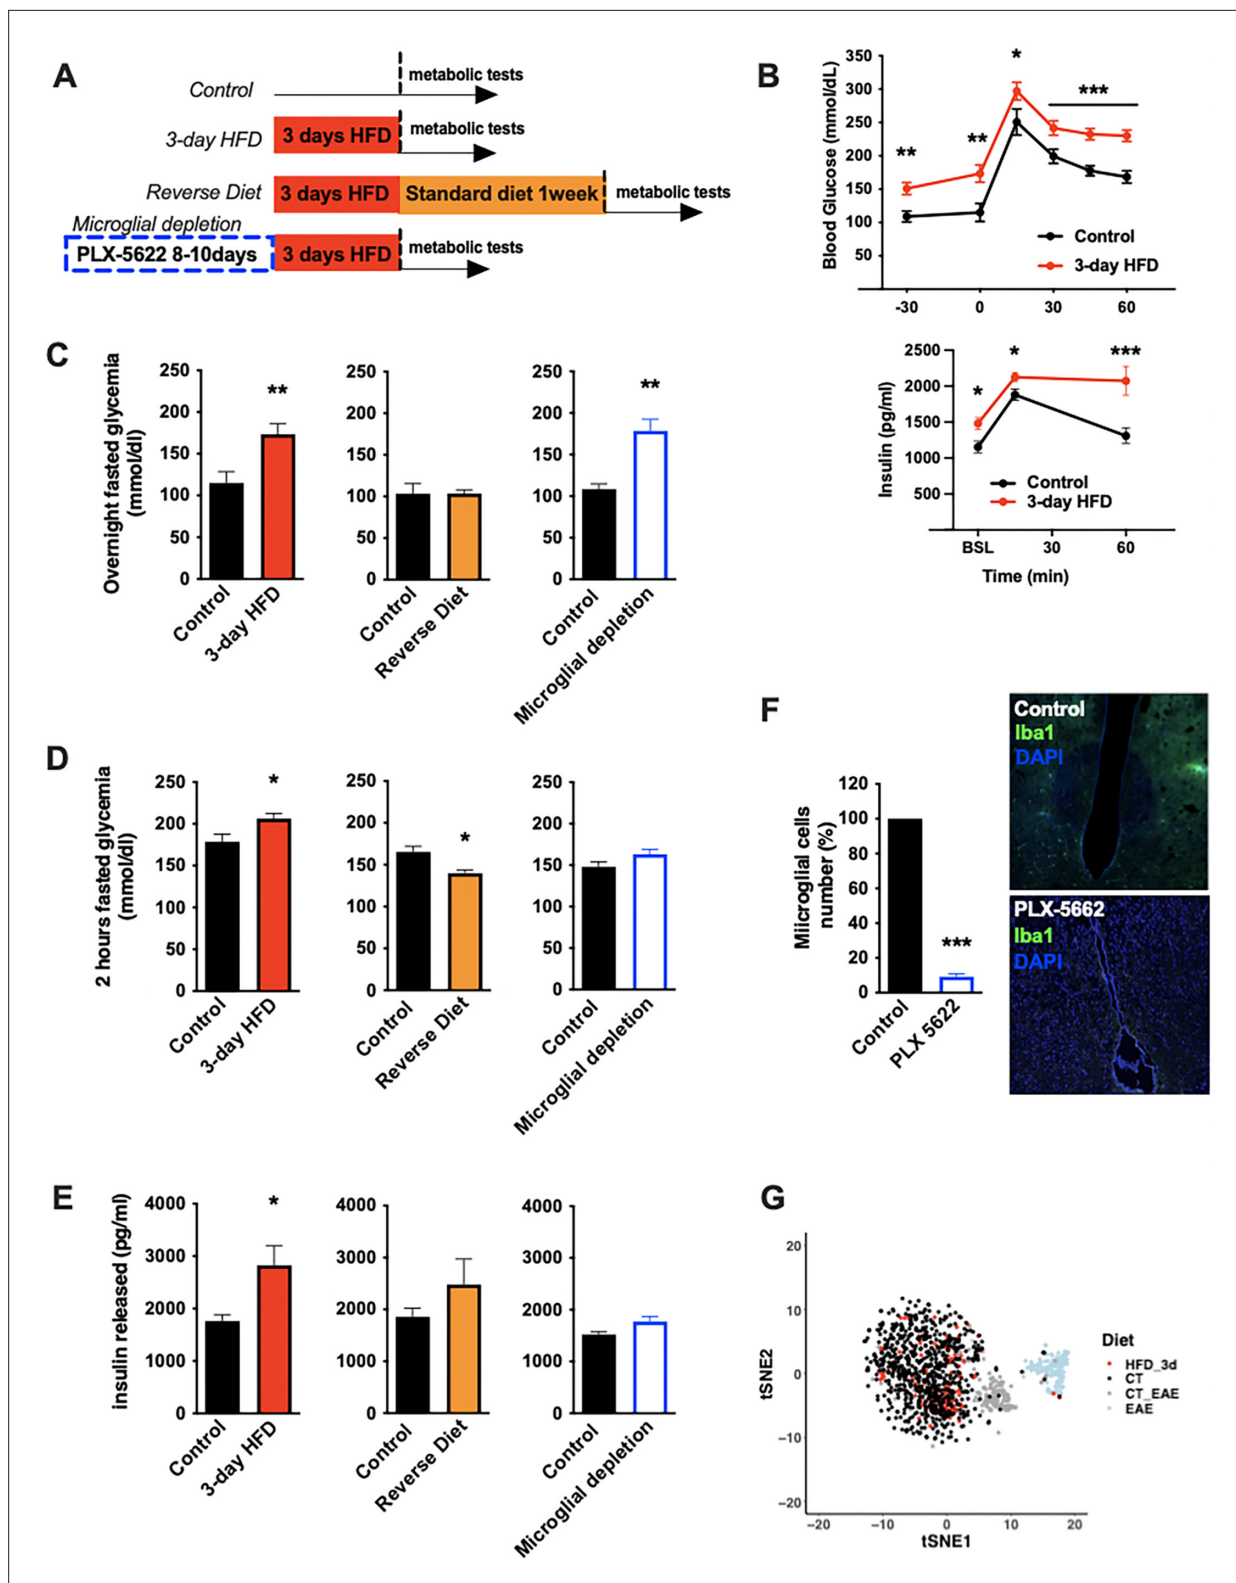 A
Control
metabolic tests
3-day HFD
3 days HFD
metabolic tests
Reverse Diet
3 days HFD
Standard diet 1week
metabolic tests
Microglial depletion
PLX-5622 8-10days
3 days HFD
metabolic tests
B
Blood Glucose (mmol/dL)
350
300
250
200
150
100
50
**
**
*
***
Control
3-day HFD
-30
0
30
60
Insulin (pg/ml)
2500
2000
1500
1000
500
*
*
***
Control
3-day HFD
BSL
30
60
Time (min)
C
Overnight fasted glycemia
(mmol/dl)
250
200
150
100
50
0
**
Control
3-day HFD
250
200
150
100
50
0
Control
Reverse Diet
250
200
150
100
50
0
**
Control
Microglial depletion
D
2 hours fasted glycemia
(mmol/dl)
250
200
150
100
50
0
*
Control
3-day HFD
250
200
150
100
50
0
*
Control
Reverse Diet
250
200
150
100
50
0
Control
Microglial depletion
E
insulin released (pg/ml)
4000
3000
2000
1000
0
*
Control
3-day HFD
4000
3000
2000
1000
0
Control
Reverse Diet
4000
3000
2000
1000
0
Control
Microglial depletion
F
Miicroglial cells
number (%)
120
100
80
60
40
20
0
***
Control
PLX 5622
Control
Iba1
DAPI
PLX-5662
Iba1
DAPI
G
tSNE2
20
10
0
−10
−20
−20
−10
0
10
20
tSNE1
Diet
HFD_3d
CT
CT_EAE
EAE